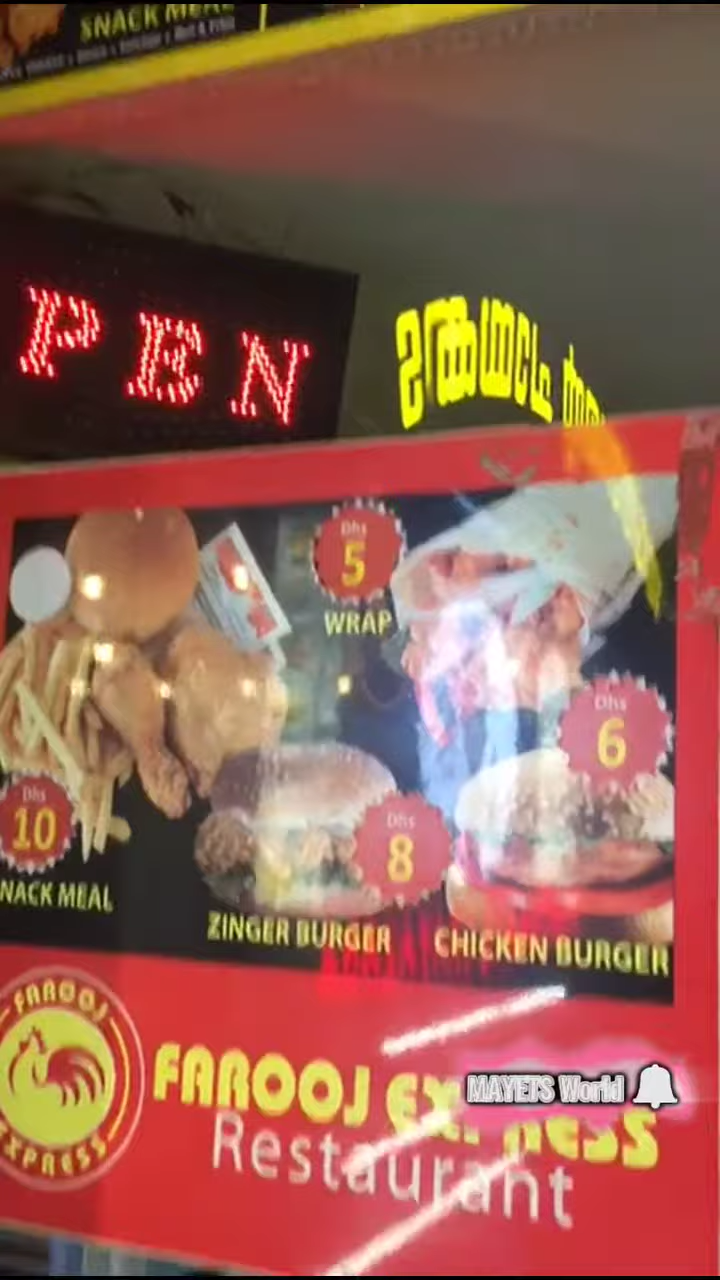 SNACK MEAL
PEN
Dhs
5
WRAP
Dhs
6
Dhs
10
Dhs
8
NACK MEAL
ZINGER BURGER
CHICKEN BURGER
FAROOJ
EXPRESS
FAROOJ EXPRESS
Restaurant
MAYETS World